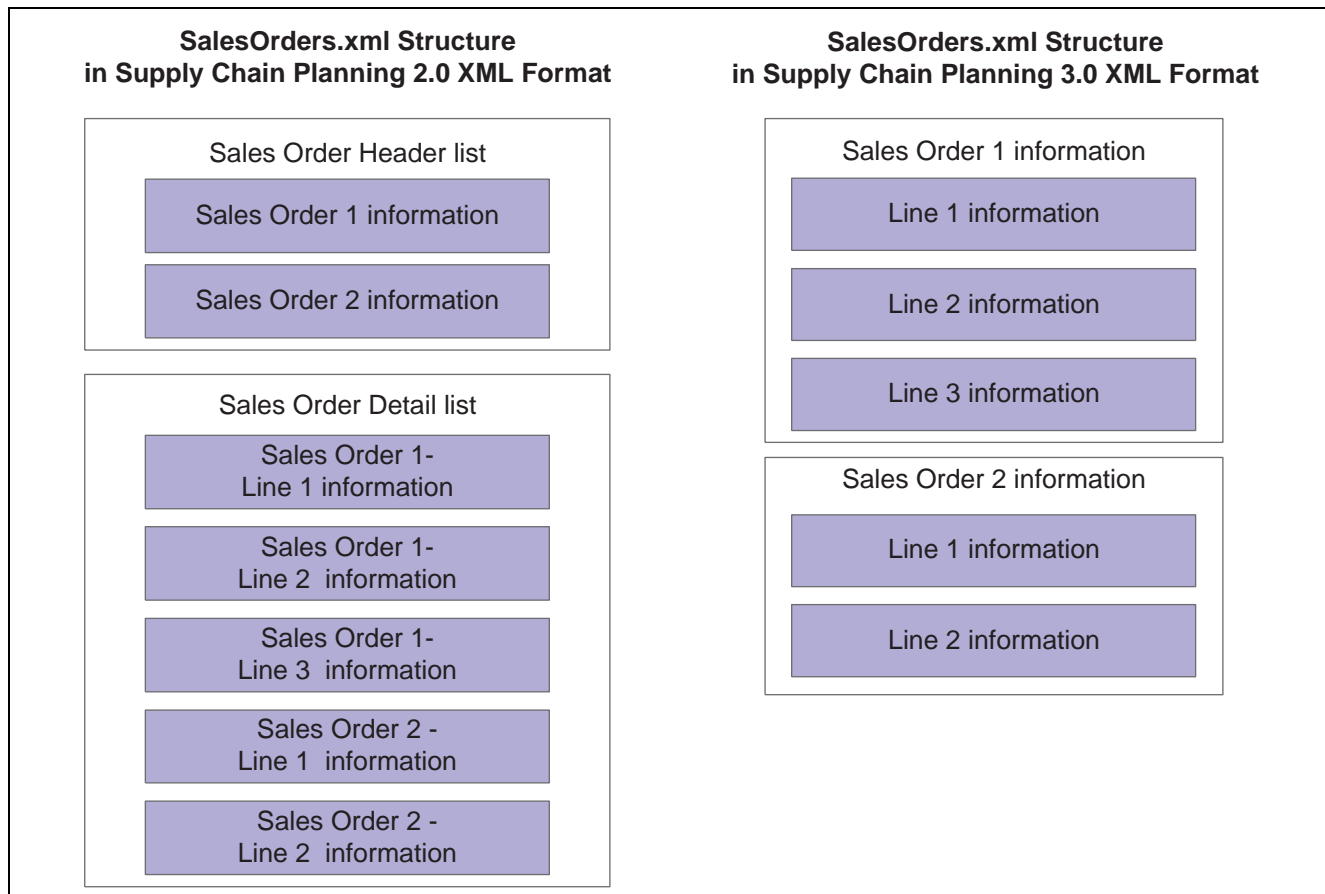 SalesOrders.xml Structure
in Supply Chain Planning 2.0 XML Format
Sales Order Header list
Sales Order 1 information
Sales Order 2 information
Sales Order Detail list
Sales Order 1-
Line 1 information
Sales Order 1-
Line 2  information
Sales Order 1-
Line 3  information
Sales Order 2 -
Line 1  information
Sales Order 2 -
Line 2  information
SalesOrders.xml Structure
in Supply Chain Planning 3.0 XML Format
Sales Order 1 information
Line 1 information
Line 2 information
Line 3 information
Sales Order 2 information
Line 1 information
Line 2 information